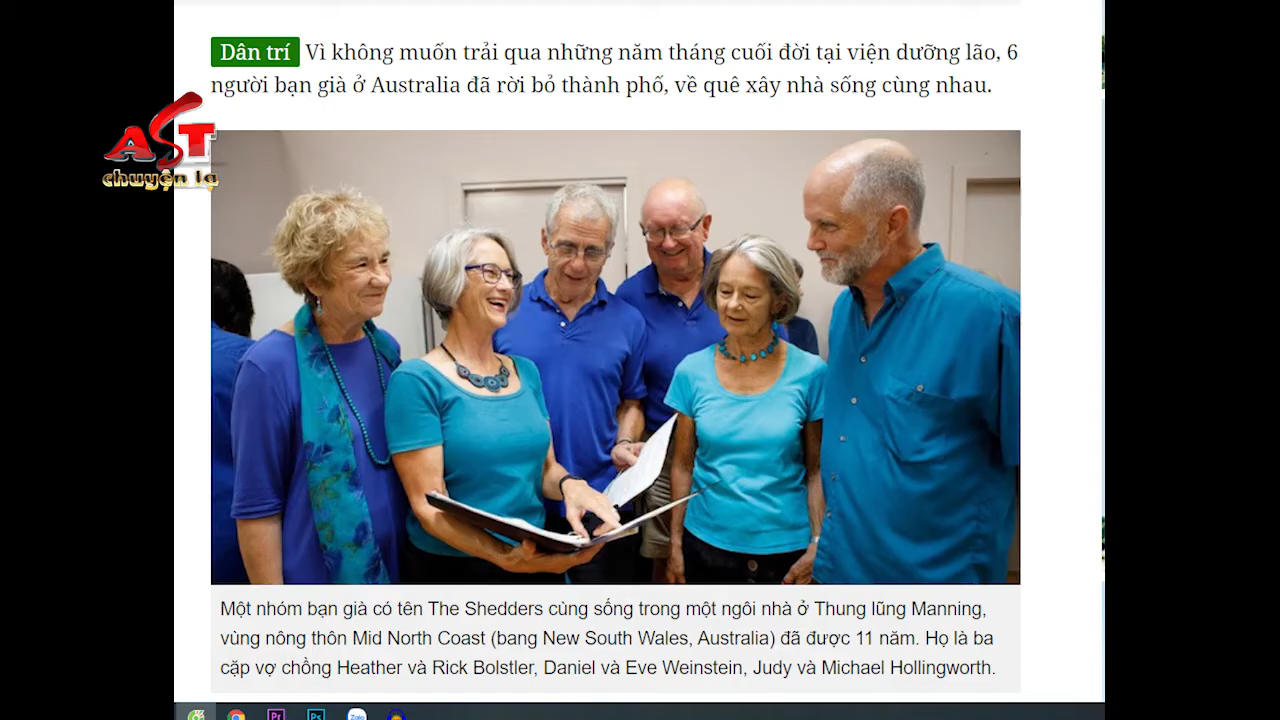 Dân trí Vì không muốn trải qua những năm tháng cuối đời tại viện dưỡng lão, 6
người bạn già ở Australia đã rời bỏ thành phố, về quê xây nhà sống cùng nhau.
AST
chuyện lạ
Một nhóm bạn già có tên The Shedders cùng sống trong một ngôi nhà ở Thung lũng Manning,
vùng nông thôn Mid North Coast (bang New South Wales, Australia) đã được 11 năm. Họ là ba
cặp vợ chồng Heather và Rick Bolstler, Daniel và Eve Weinstein, Judy và Michael Hollingworth.
Pr
Ps
Zalo